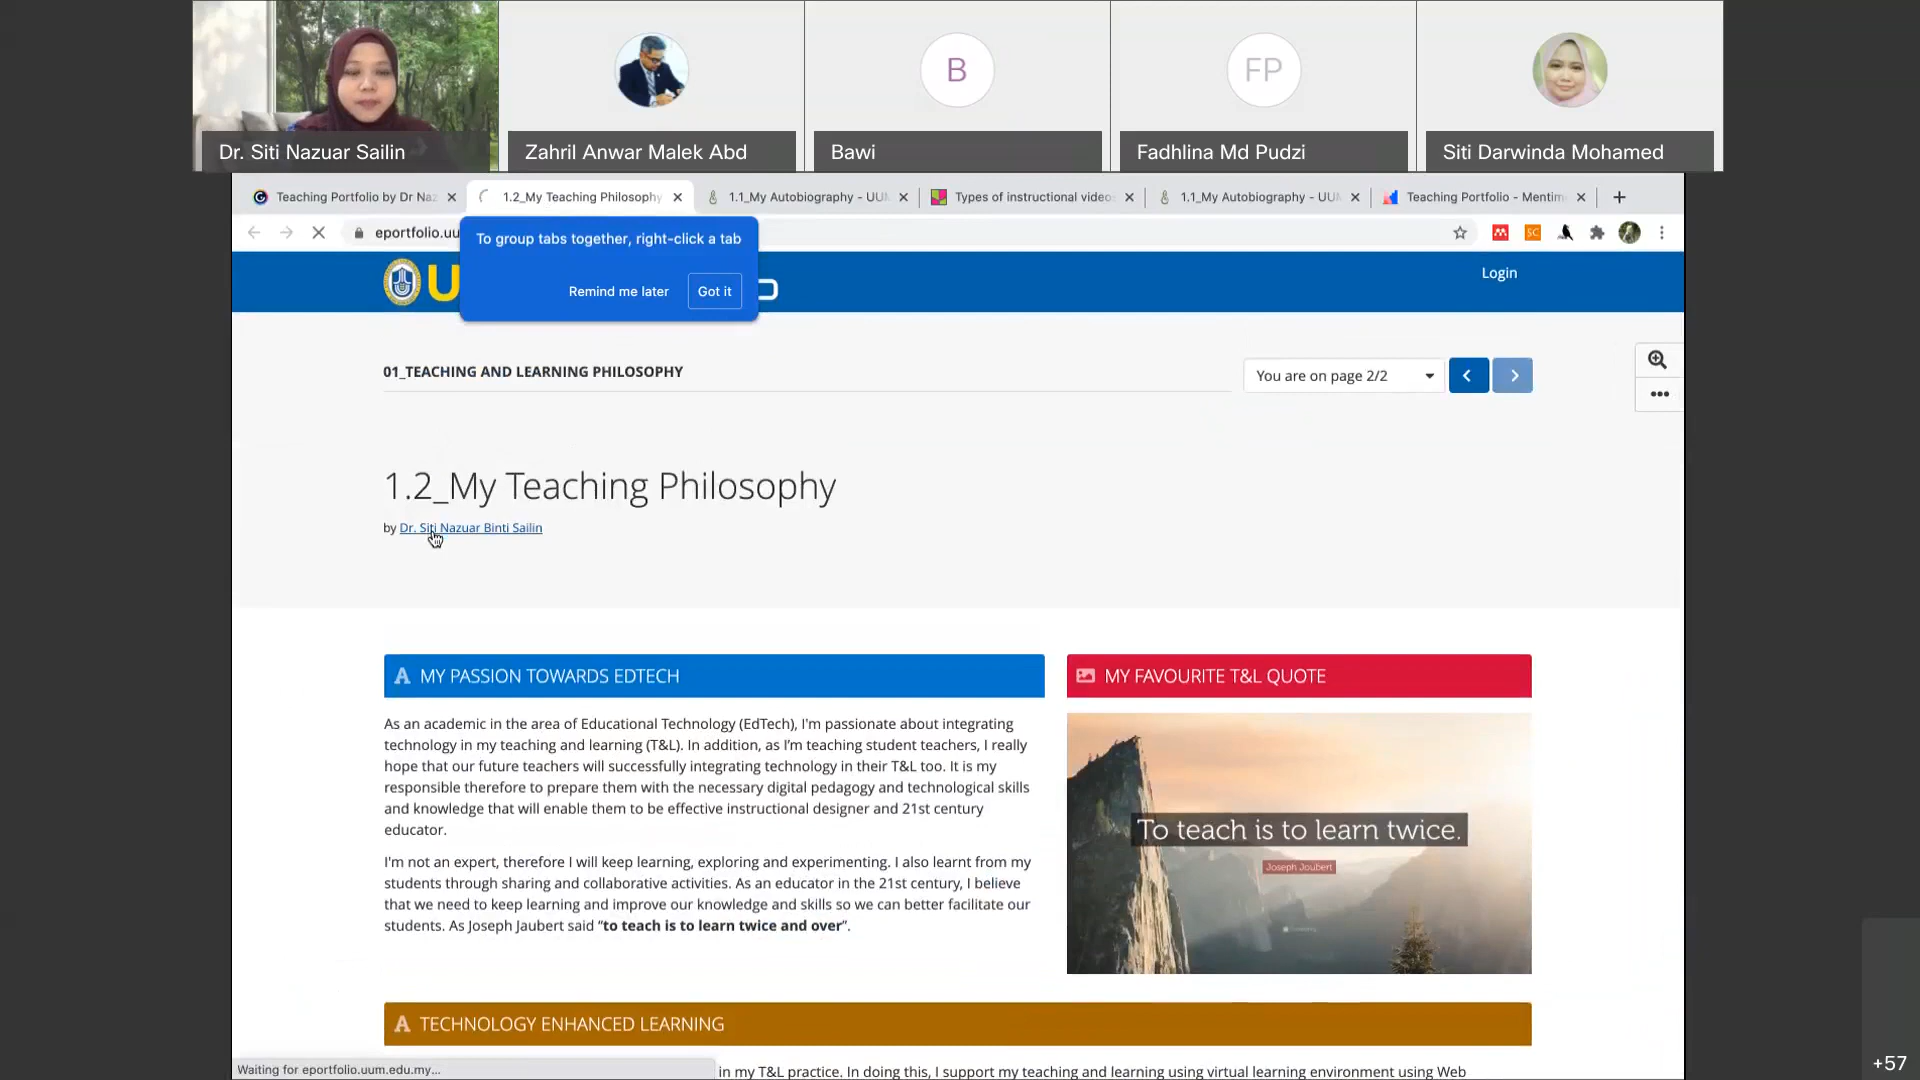 Dr. Siti Nazuar Sailin
Zahril Anwar Malek Abd
B
Bawi
FP
Fadhlina Md Pudzi
Siti Darwinda Mohamed
Teaching Portfolio by Dr Naz
1.2_My Teaching Philosophy
1.1_My Autobiography - UU
Types of instructional video
1.1_My Autobiography - UU
Teaching Portfolio - Mentim
eportfolio.uu
To group tabs together, right-click a tab
Remind me later
Got it
SC
U
Login
01_TEACHING AND LEARNING PHILOSOPHY
You are on page 2/2
1.2_My Teaching Philosophy
by Dr. Siti Nazuar Binti Sailin
MY PASSION TOWARDS EDTECH
As an academic in the area of Educational Technology (EdTech), I'm passionate about integrating
technology in my teaching and learning (T&L). In addition, as I'm teaching student teachers, I really
hope that our future teachers will successfully integrating technology in their T&L too. It is my
responsible therefore to prepare them with the necessary digital pedagogy and technological skills
and knowledge that will enable them to be effective instructional designer and 21st century
educator.
I'm not an expert, therefore I will keep learning, exploring and experimenting. I also learnt from my
students through sharing and collaborative activities. As an educator in the 21st century, I believe
that we need to keep learning and improve our knowledge and skills so we can better facilitate our
students. As Joseph Jaubert said “to teach is to learn twice and over”.
MY FAVOURITE T&L QUOTE
To teach is to learn twice.
Joseph Joubert
TECHNOLOGY ENHANCED LEARNING
in my T&L practice. In doing this, I support my teaching and learning using virtual learning environment using Web
Waiting for eportfolio.uum.edu.my...
+57